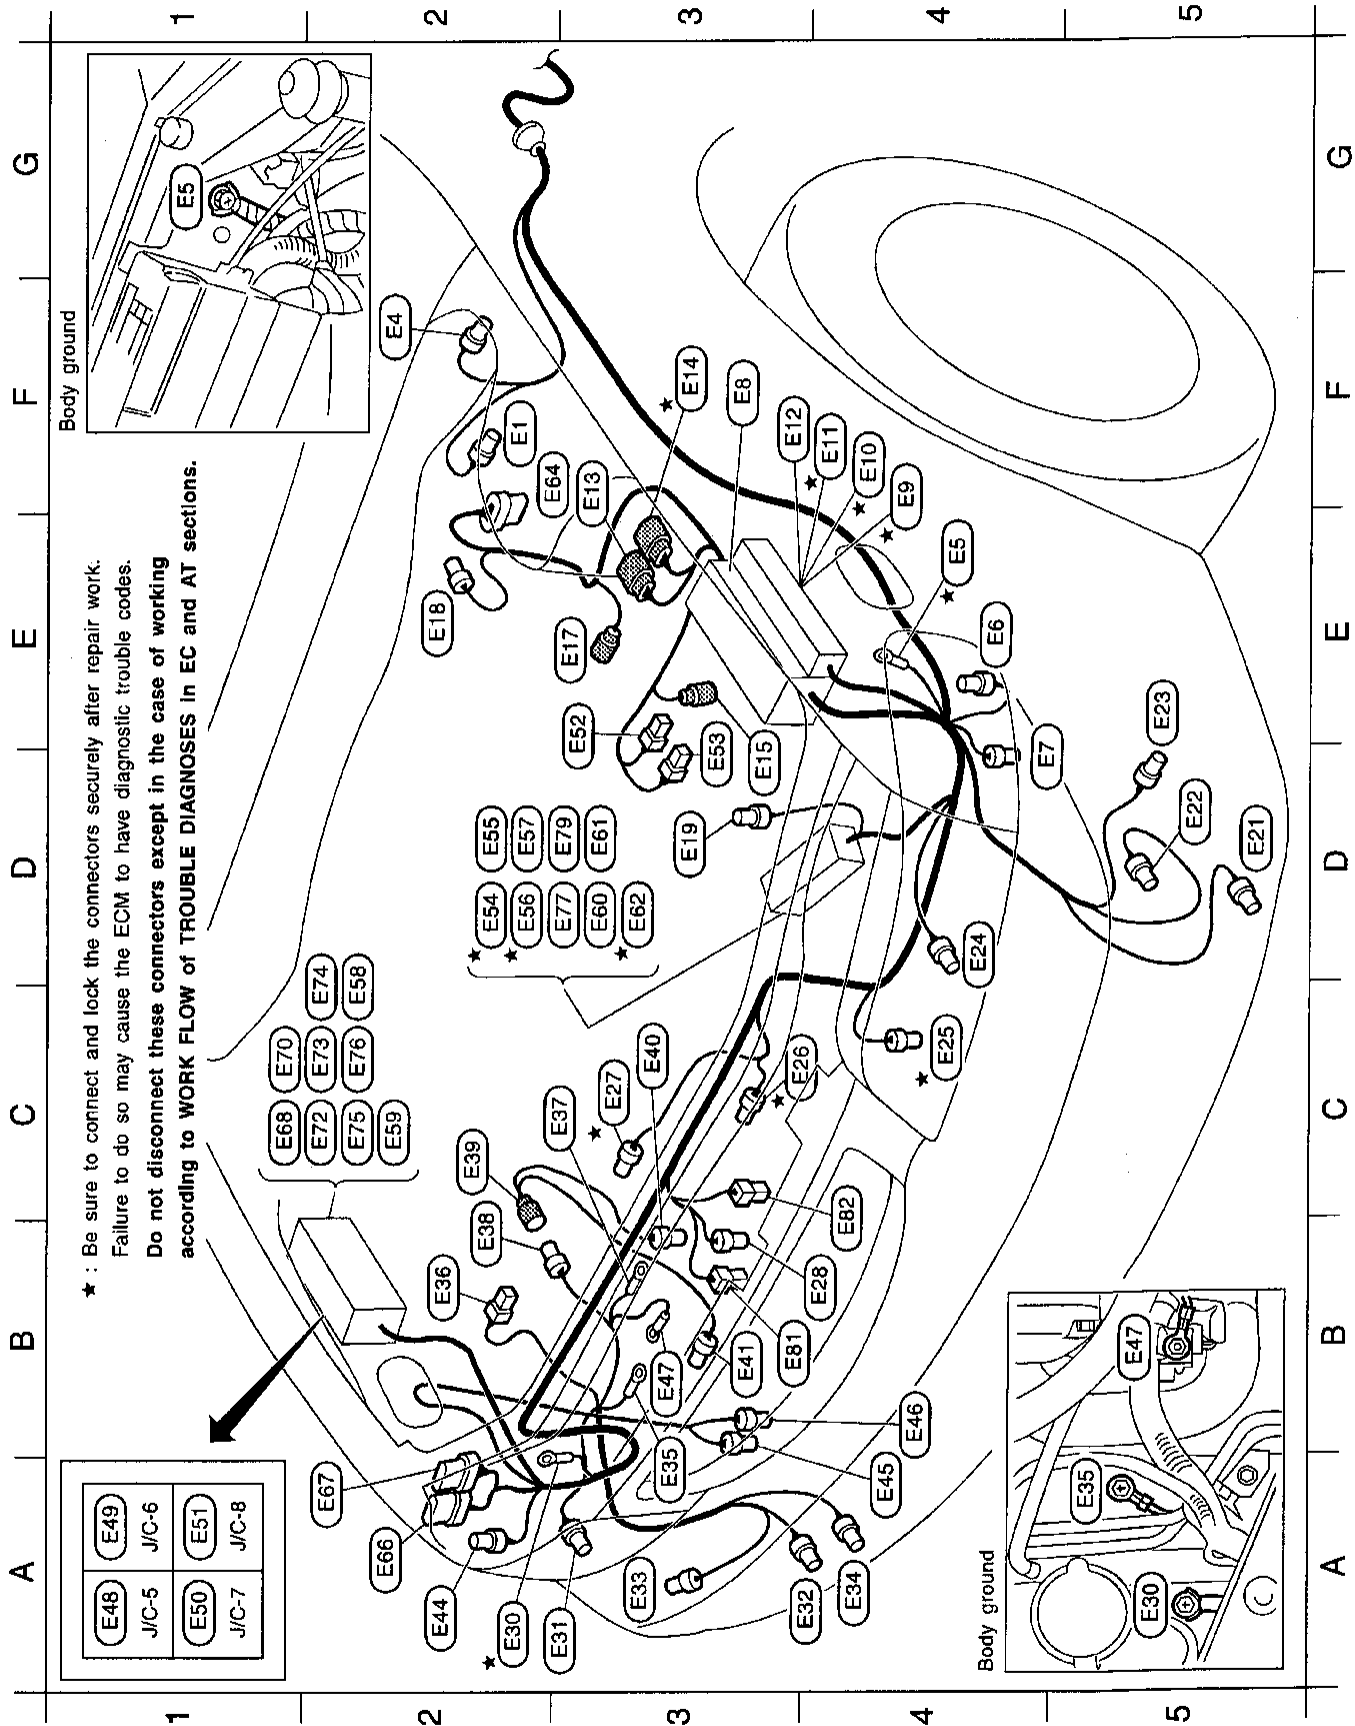 1 2 3 4 5
G
F
E
D
C
B
A
G
F
E
D
C
B
A
1 2 3 4 5
Body ground
E5
★ : Be sure to connect and lock the connectors securely after repair work.
Failure to do so may cause the ECM to have diagnostic trouble codes.
Do not disconnect these connectors except in the case of working
according to WORK FLOW of TROUBLE DIAGNOSES in EC and AT sections.
E48 E49
J/C-5 J/C-6
E50 E51
J/C-7 J/C-8
E68 E70
E72 E73 E74
E75 E76 E58
E59
★ E54 E55
★ E56 E57
E77 E79
E60 E61
★ E62
E4
E1
E64
E13
★ E14
E8
E12
★ E11
★ E10
★ E9
★ E5
E6
E7
E18
E17
E52
E53
E15
E19
E23
E22
E21
E24
★ E25
★ E26
E40
★ E27
E37
E39
E38
E36
E82
E28
E81
E41
E47
E35
E46
E45
E67
E66
E44
★ E30
E31
E33
E32
E34
Body ground
E30
E35
E47